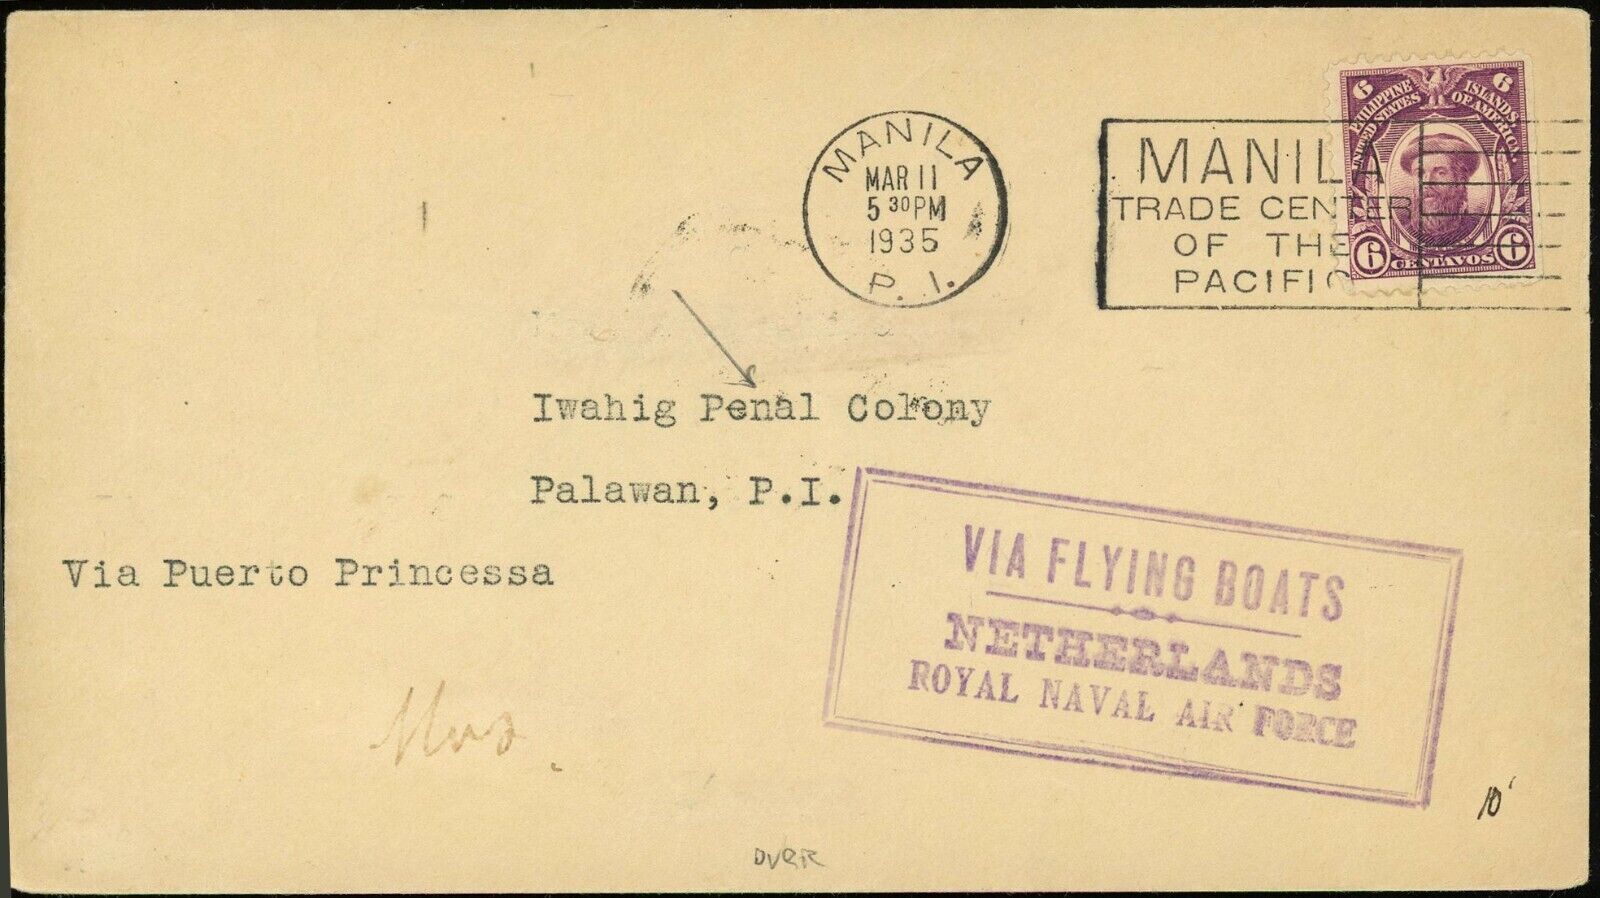 MANILA
MAR 11
5 30 PM
1935
P. I.
MANILA
TRADE CENTER
OF THE
PACIFIC
6 6
PHILIPPINE ISLANDS
UNITED STATES OF AMERICA.
6 CENTAVOS 6
Iwahig Penal Colony
Palawan, P.I.
Via Puerto Princessa
VIA FLYING BOATS
NETHERLANDS
ROYAL NAVAL AIR FORCE
10'
OVER